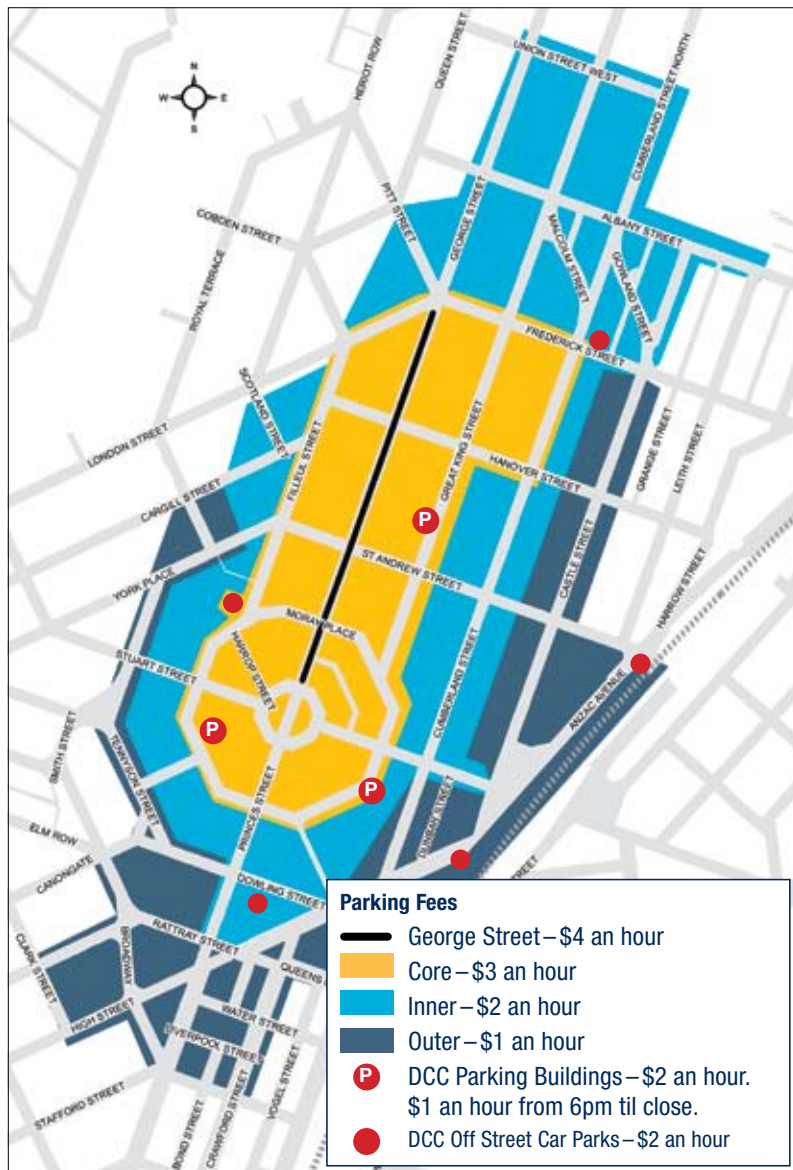 UNION STREET WEST
HERIOT ROW
QUEEN STREET
CUMBERLAND STREET NORTH
N
W E
S
PITT STREET
GEORGE STREET
COBDEN STREET
ROYAL TERRACE
MALCOLM STREET
ALBANY STREET
GOWLAND STREET
FREDERICK STREET
SCOTLAND STREET
LONDON STREET
FILLEUL STREET
GREAT KING STREET
HANOVER STREET
GRANGE STREET
LEITH STREET
CARGILL STREET
P
ST ANDREW STREET
CASTLE STREET
HARROW STREET
YORK PLACE
MORAY PLACE
HARROP STREET
STUART STREET
ANZAC AVENUE
CUMBERLAND STREET
P
SMITH STREET
TENNYSON STREET
P
PRINCES STREET
DUNBAR STREET
ELM ROW
CANONGATE
DOWLING STREET
STREET
RATTRAY STREET
BROADWAY
CLARK STREET
QUEENS
HIGH STREET
WATER STREET
LIVERPOOL STREET
STAFFORD STREET
BOND STREET
CRAWFORD STREET
VOGEL STREET
Parking Fees
George Street – $4 an hour
Core – $3 an hour
Inner – $2 an hour
Outer – $1 an hour
P DCC Parking Buildings – $2 an hour.
$1 an hour from 6pm til close.
DCC Off Street Car Parks – $2 an hour